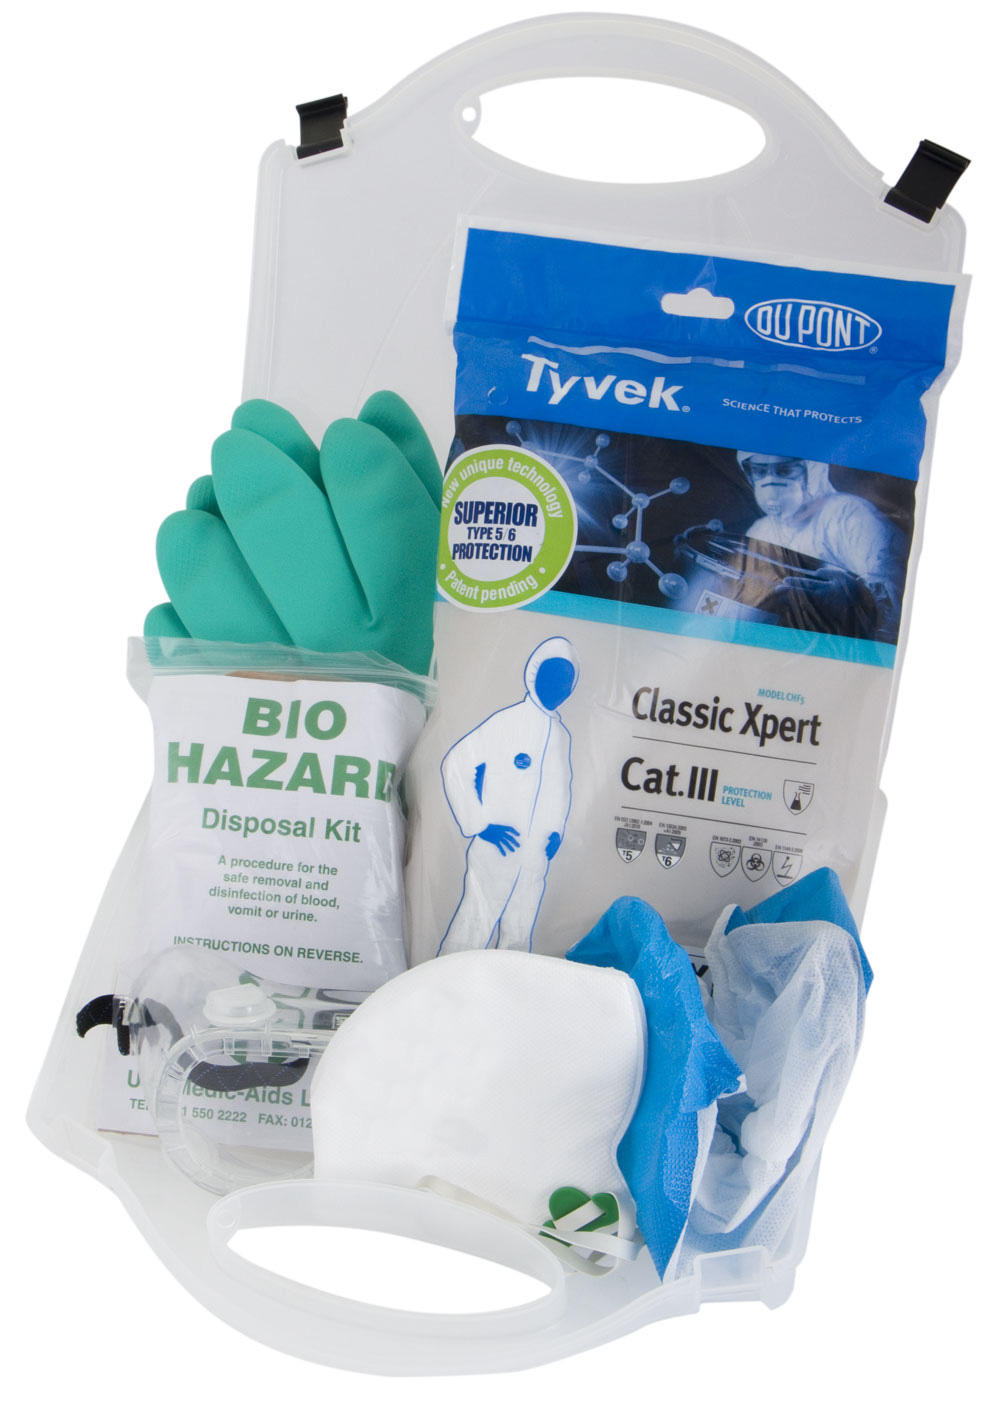 DU PONT
Tyvek®
SCIENCE THAT PROTECTS
New unique technology
SUPERIOR
TYPE 5/6
PROTECTION
Patent pending
MODEL CHF5
Classic Xpert
Cat.III PROTECTION
LEVEL
BIO
HAZARD
Disposal Kit
A procedure for the
safe removal and
disinfection of blood,
vomit or urine.
INSTRUCTIONS ON REVERSE.
Medic-Aids L
550 2222 FAX: 012